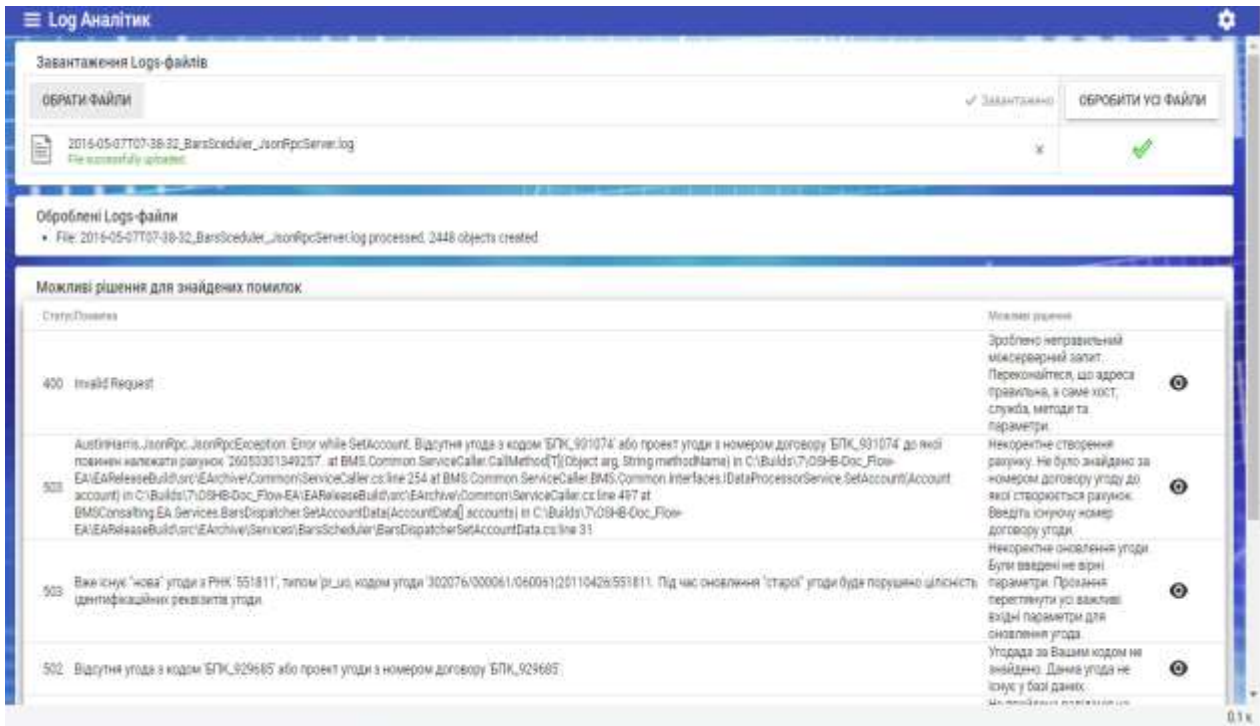 Log Аналітик
Завантаження Logs-файлів
ОБРАТИ ФАЙЛИ
Завантажено
ОБРОБИТИ УСІ ФАЙЛИ
2016-05-07T07-38-32_BarsSceduler_JsonRpcServer.log
File successfully uploaded
Оброблені Logs-файли
File: 2016-05-07T07-38-32_BarsSceduler_JsonRpcServer.log processed, 2448 objects created
Можливі рішення для знайдених помилок
Статус Помилка
Можливі рішення
400 Invalid Request
Зроблено неправильний
міжсерверний запит.
Переконайтеся, що адреса
правильна, а саме хост,
служба, методи та
параметри.
503
AustinHarris.JsonRpc.JsonRpcException: Error while SetAccount. Відсутня угода з кодом 'БПК_931074' або проект угоди з номером договору 'БПК_931074' до якої
повинен належати рахунок '26053301349257'. at BMS.Common.ServiceCaller.CallMethod[T](Object arg, String methodName) in C:\Builds\7\OSHB-Doc_Flow-
EA\EAReleaseBuild\src\EArchive\Common\ServiceCaller.cs:line 254 at BMS.Common.ServiceCaller.BMS.Common.Interfaces.IDataProcessorService.SetAccount(Account
account) in C:\Builds\7\OSHB-Doc_Flow-EA\EAReleaseBuild\src\EArchive\Common\ServiceCaller.cs:line 497 at
BMSConsalting.EA.Services.BarsDispatcher.SetAccountData(AccountData[] accounts) in C:\Builds\7\OSHB-Doc_Flow-
EA\EAReleaseBuild\src\EArchive\Services\BarsScheduler\BarsDispatcherSetAccountData.cs:line 31
Некоректне створення
рахунку. Не було знайдено за
номером договору угоду до
якої створюється рахунок.
Введіть існуючу номер
договору угоди.
503
Вже існує "нова" угоди з РНК '551811', типом 'pr_uo, кодом угоди '302076/000061/060061(20110426:551811. Під час оновлення "старої" угоди буде порушено цілісність
ідентифікаційних реквізитів угоди
Некоректне оновлення угоди.
Були введені не вірні
параметри. Прохання
переглянути усі важливі
вхідні параметри для
оновлення угода.
502 Відсутня угода з кодом 'БПК_929685' або проект угоди з номером договору 'БПК_929685'
Угодада за Вашим кодом не
знайдено. Данна угода не
існує у базі даних.
0.1 s